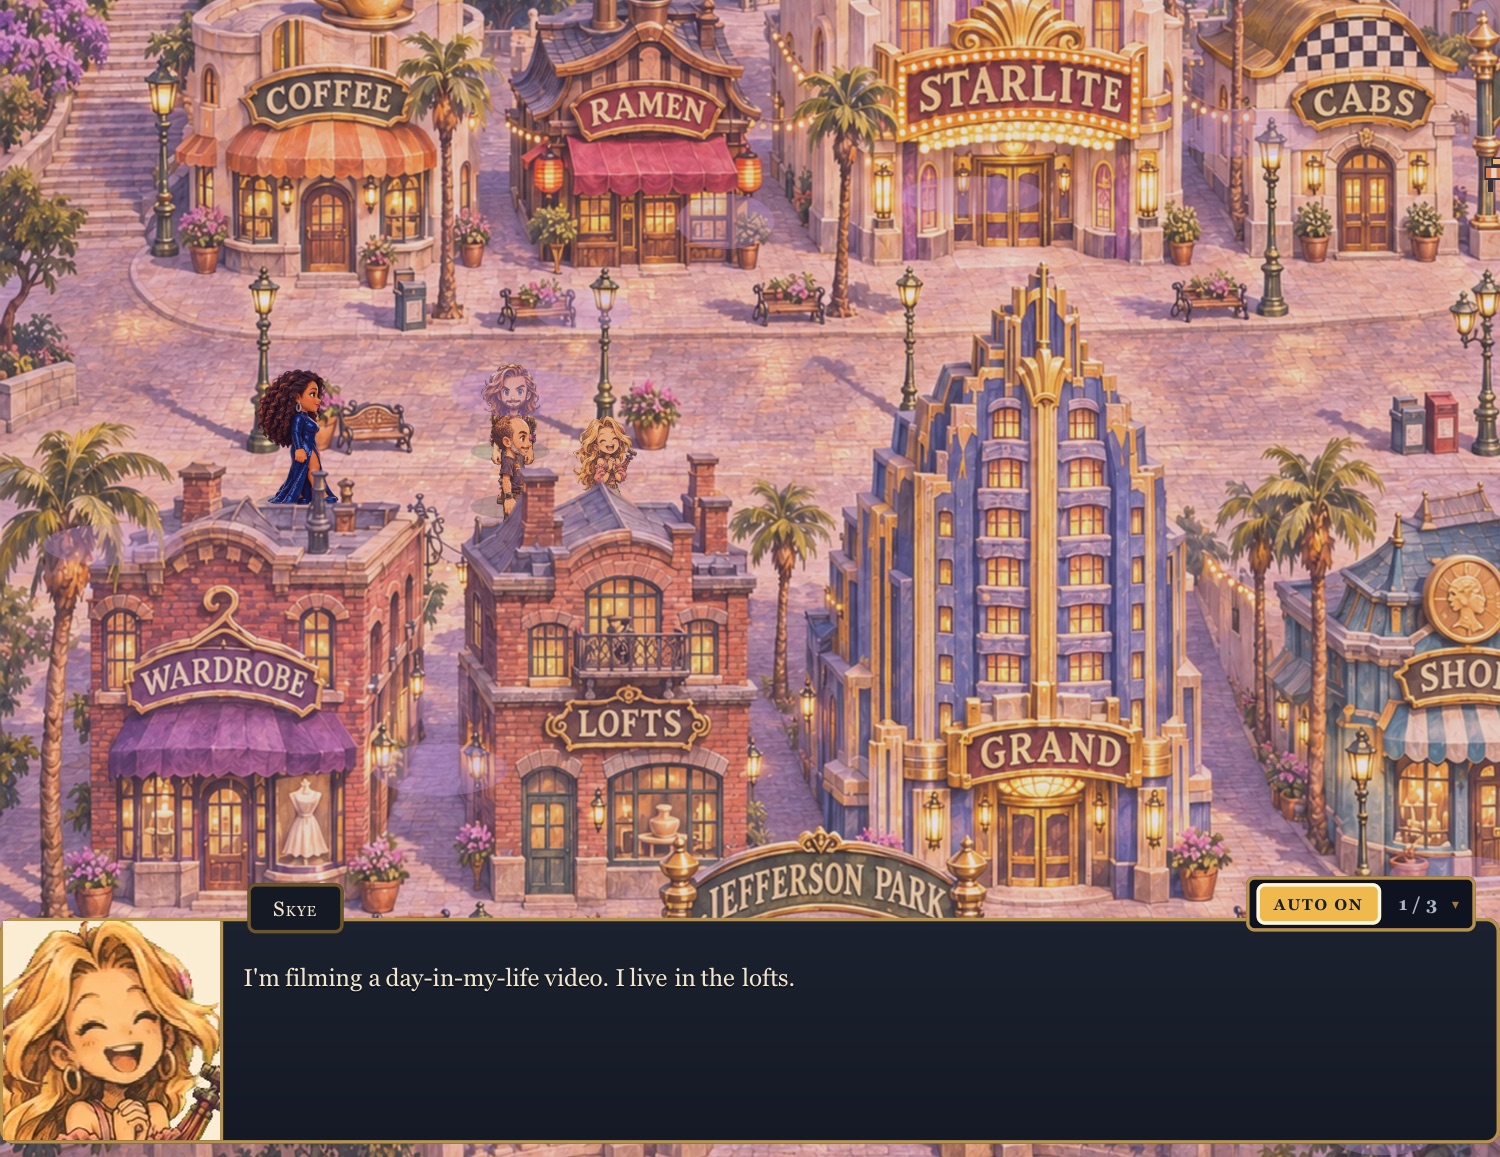 COFFEE
RAMEN
STARLITE
CABS
WARDROBE
LOFTS
GRAND
JEFFERSON PARK
Skye
AUTO ON
1 / 3
I'm filming a day-in-my-life video. I live in the lofts.